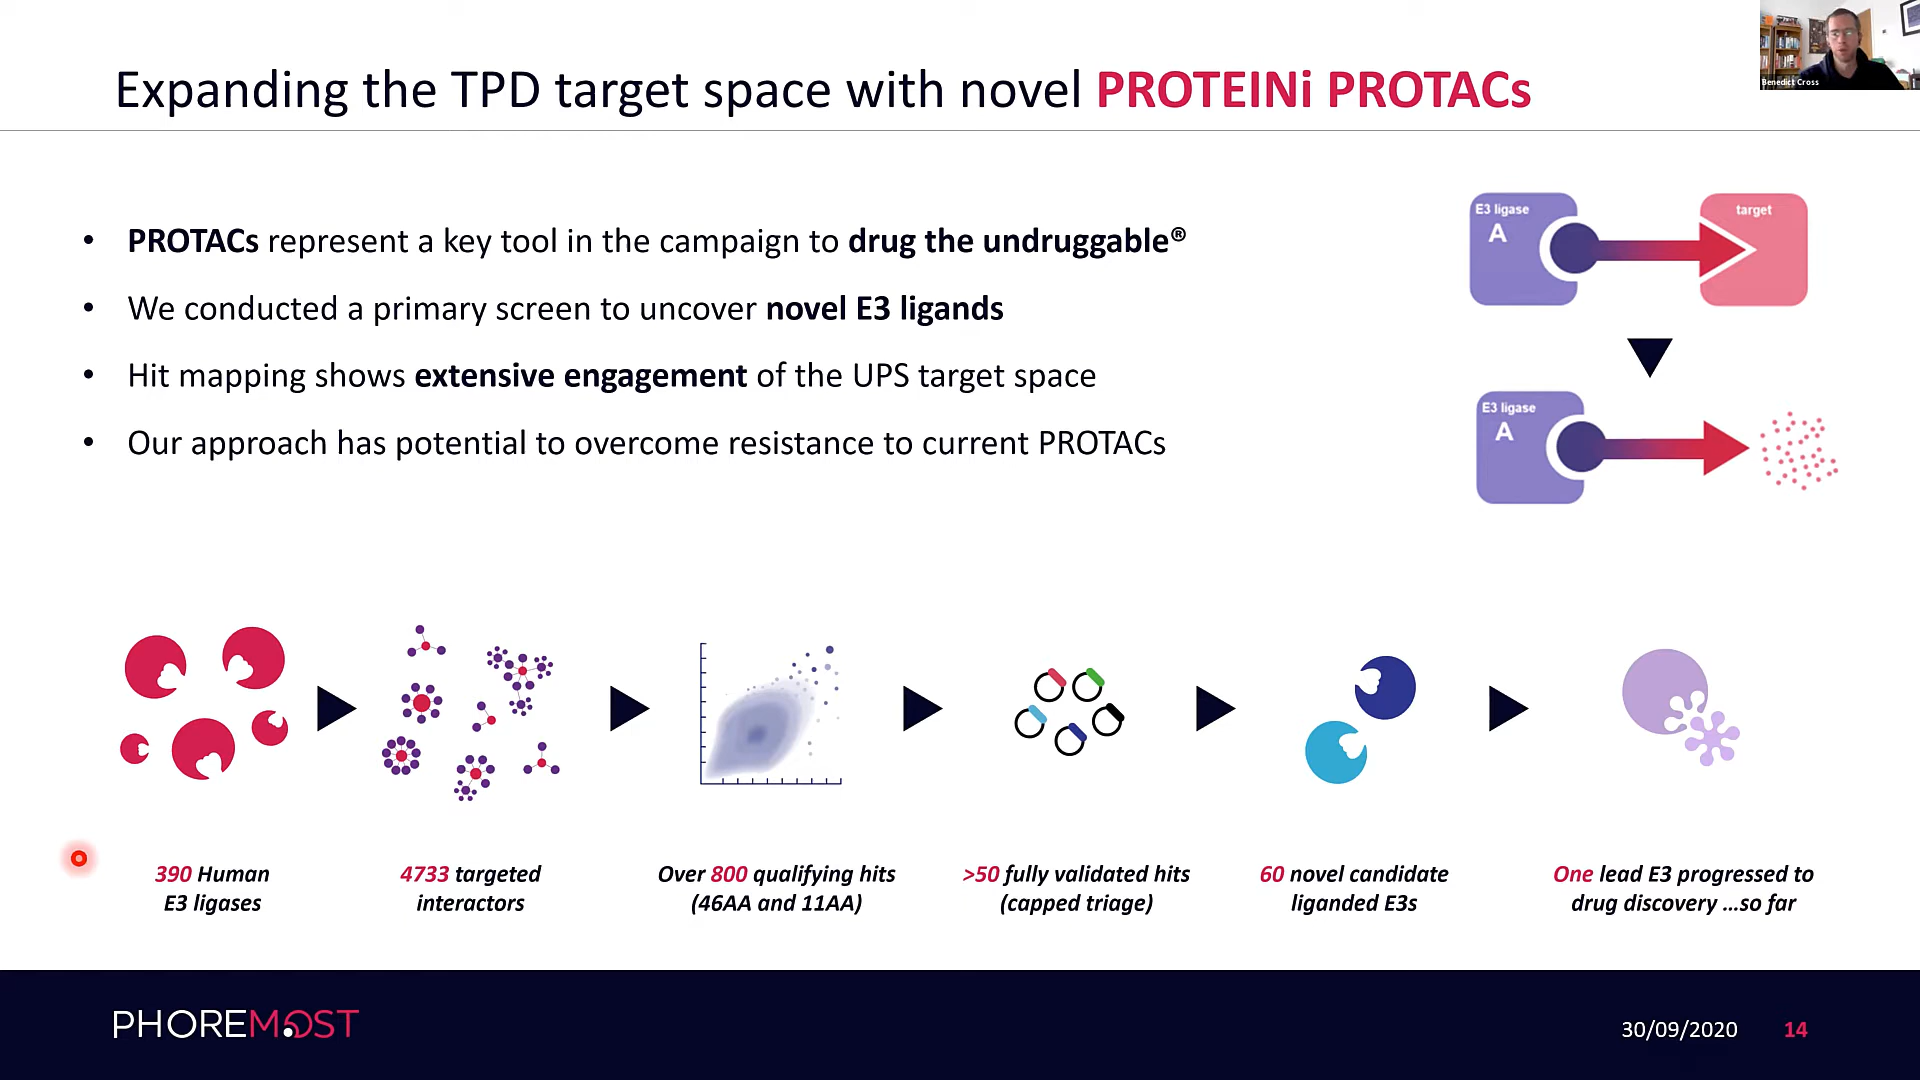 Expanding the TPD target space with novel PROTEINi PROTACs
Benedict Cross
• PROTACs represent a key tool in the campaign to drug the undruggable®
• We conducted a primary screen to uncover novel E3 ligands
• Hit mapping shows extensive engagement of the UPS target space
• Our approach has potential to overcome resistance to current PROTACs
E3 ligase
A
target
E3 ligase
A
390 Human
E3 ligases
4733 targeted
interactors
Over 800 qualifying hits
(46AA and 11AA)
>50 fully validated hits
(capped triage)
60 novel candidate
liganded E3s
One lead E3 progressed to
drug discovery ...so far
PHOREMOST
30/09/2020
14